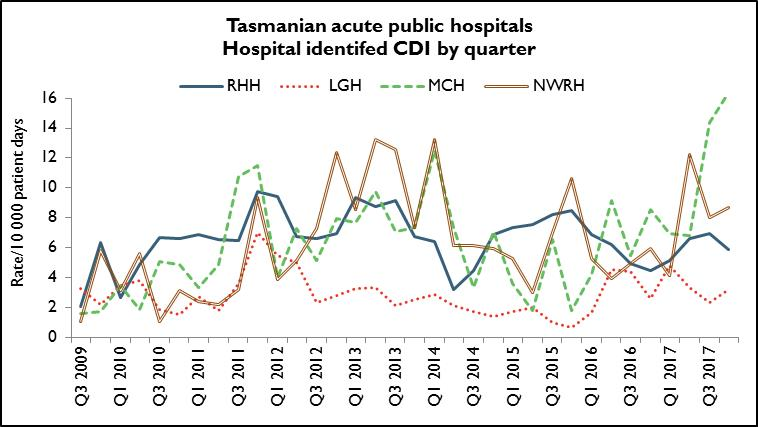 Tasmanian acute public hospitals
Hospital identifed CDI by quarter
RHH LGH MCH NWRH
Rate/10 000 patient days
16
14
12
10
8
6
4
2
0
Q3 2009
Q1 2010
Q3 2010
Q1 2011
Q3 2011
Q1 2012
Q3 2012
Q1 2013
Q3 2013
Q1 2014
Q3 2014
Q1 2015
Q3 2015
Q1 2016
Q3 2016
Q1 2017
Q3 2017